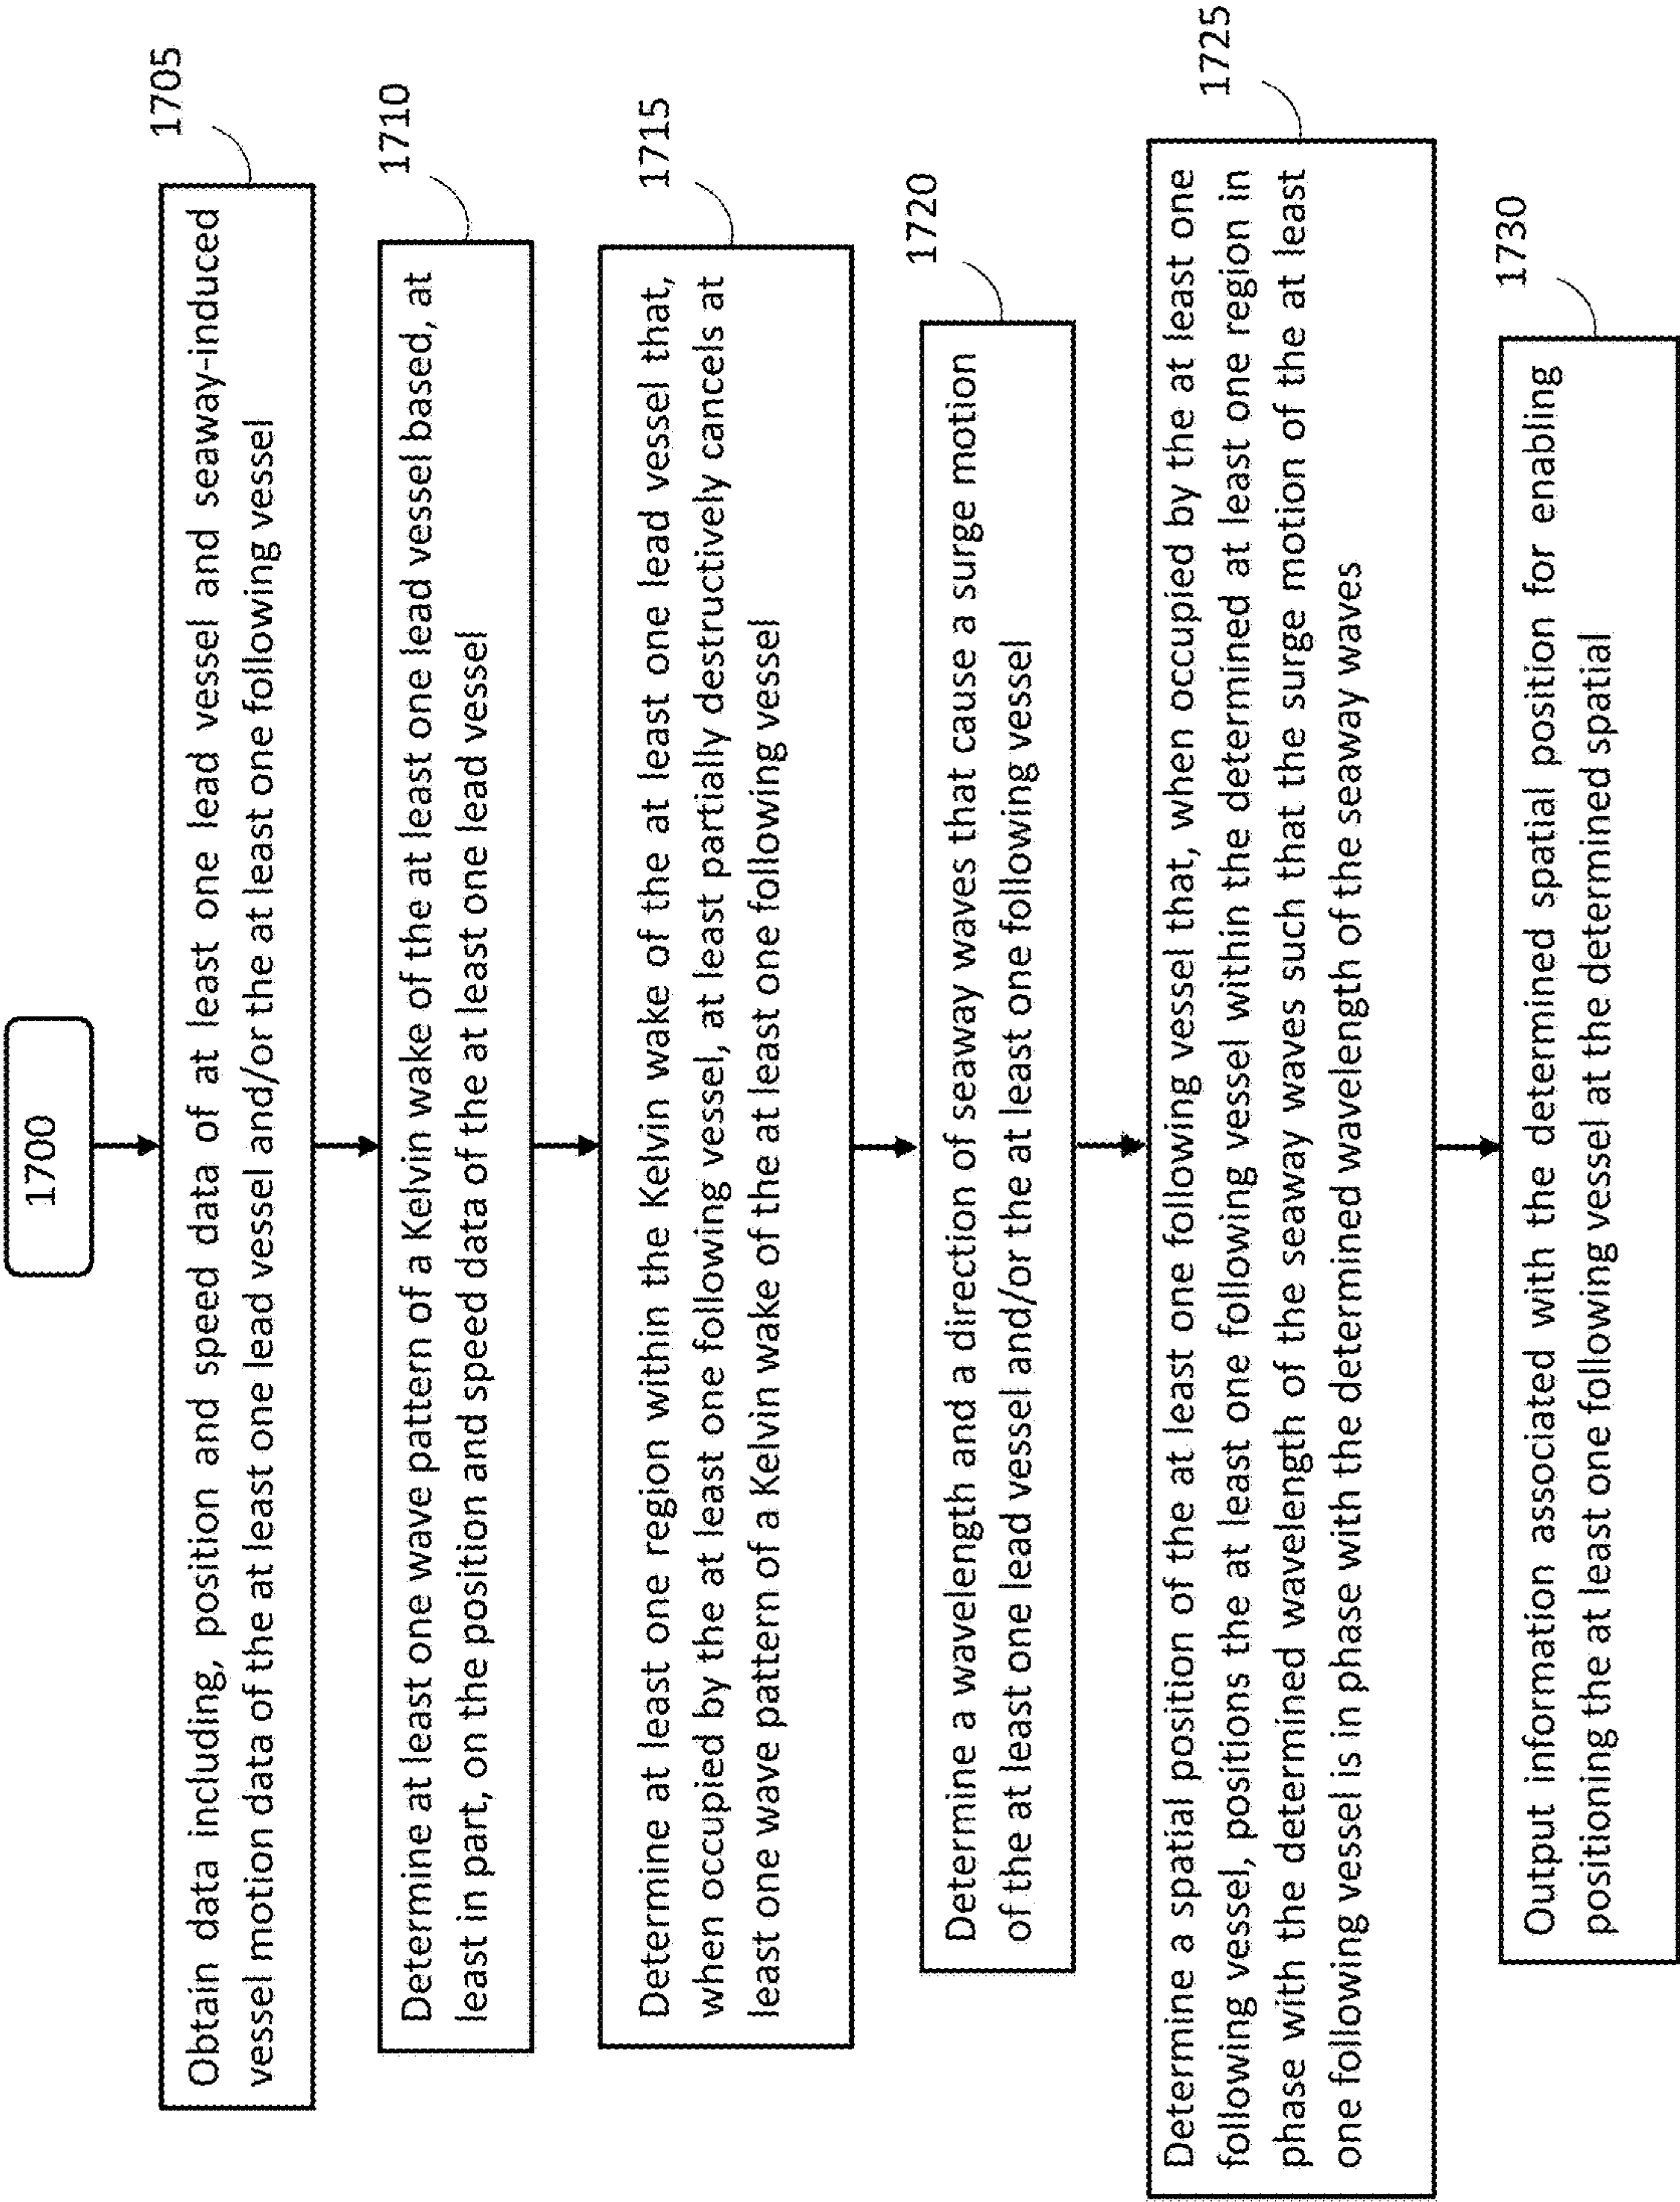 1700
1705
Obtain data including, position and speed data of at least one lead vessel and seaway-induced
vessel motion data of the at least one lead vessel and/or the at least one following vessel
1710
Determine at least one wave pattern of a Kelvin wake of the at least one lead vessel based, at
least in part, on the position and speed data of the at least one lead vessel
1715
Determine at least one region within the Kelvin wake of the at least one lead vessel that,
when occupied by the at least one following vessel, at least partially destructively cancels at
least one wave pattern of a Kelvin wake of the at least one following vessel
1720
Determine a wavelength and a direction of seaway waves that cause a surge motion
of the at least one lead vessel and/or the at least one following vessel
1725
Determine a spatial position of the at least one following vessel that, when occupied by the at least one
following vessel, positions the at least one following vessel within the determined at least one region in
phase with the determined wavelength of the seaway waves such that the surge motion of the at least
one following vessel is in phase with the determined wavelength of the seaway waves
1730
Output information associated with the determined spatial position for enabling
positioning the at least one following vessel at the determined spatial